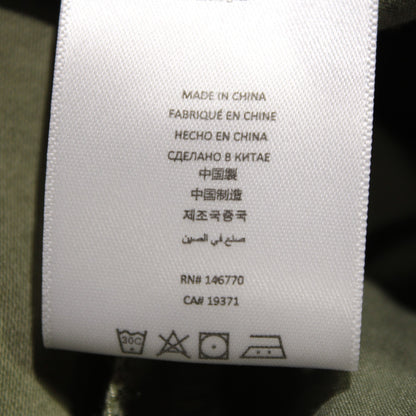 MADE IN CHINA
FABRIQUÉ EN CHINE
HECHO EN CHINA
СДЕЛАНО В КИТАЕ
中国製
中国制造
제조국중국
صنع في الصين
RN# 146770
CA# 19371
30C